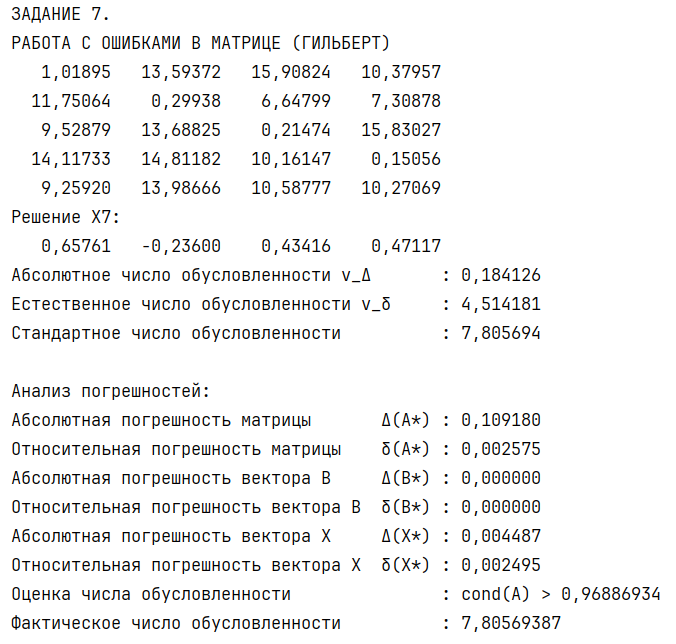 ЗАДАНИЕ 7.
РАБОТА С ОШИБКАМИ В МАТРИЦЕ (ГИЛЬБЕРТ)
1,01895 13,59372 15,90824 10,37957
11,75064 0,29938 6,64799 7,30878
9,52879 13,68825 0,21474 15,83027
14,11733 14,81182 10,16147 0,15056
9,25920 13,98666 10,58777 10,27069
Решение X7:
0,65761 -0,23600 0,43416 0,47117
Абсолютное число обусловленности v_Δ : 0,184126
Естественное число обусловленности v_δ : 4,514181
Стандартное число обусловленности : 7,805694
Анализ погрешностей:
Абсолютная погрешность матрицы Δ(A*) : 0,109180
Относительная погрешность матрицы δ(A*) : 0,002575
Абсолютная погрешность вектора B Δ(B*) : 0,000000
Относительная погрешность вектора B δ(B*) : 0,000000
Абсолютная погрешность вектора X Δ(X*) : 0,004487
Относительная погрешность вектора X δ(X*) : 0,002495
Оценка числа обусловленности : cond(A) > 0,96886934
Фактическое число обусловленности : 7,80569387